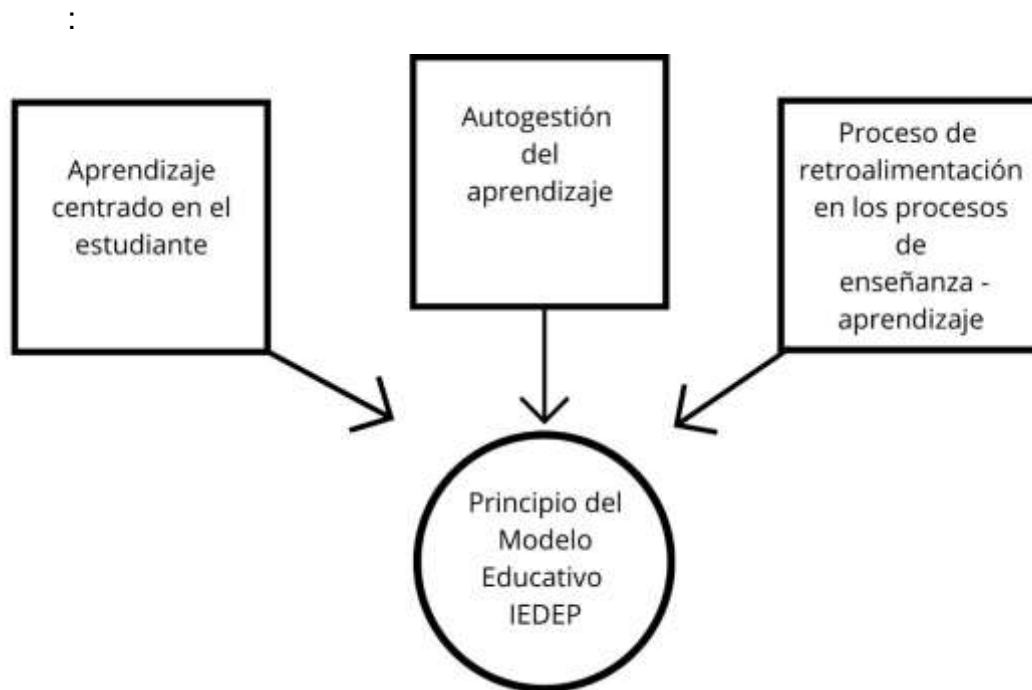 :
Aprendizaje
centrado en el
estudiante
Autogestión
del
aprendizaje
Proceso de
retroalimentación
en los procesos
de
enseñanza -
aprendizaje
Principio del
Modelo
Educativo
IEDEP